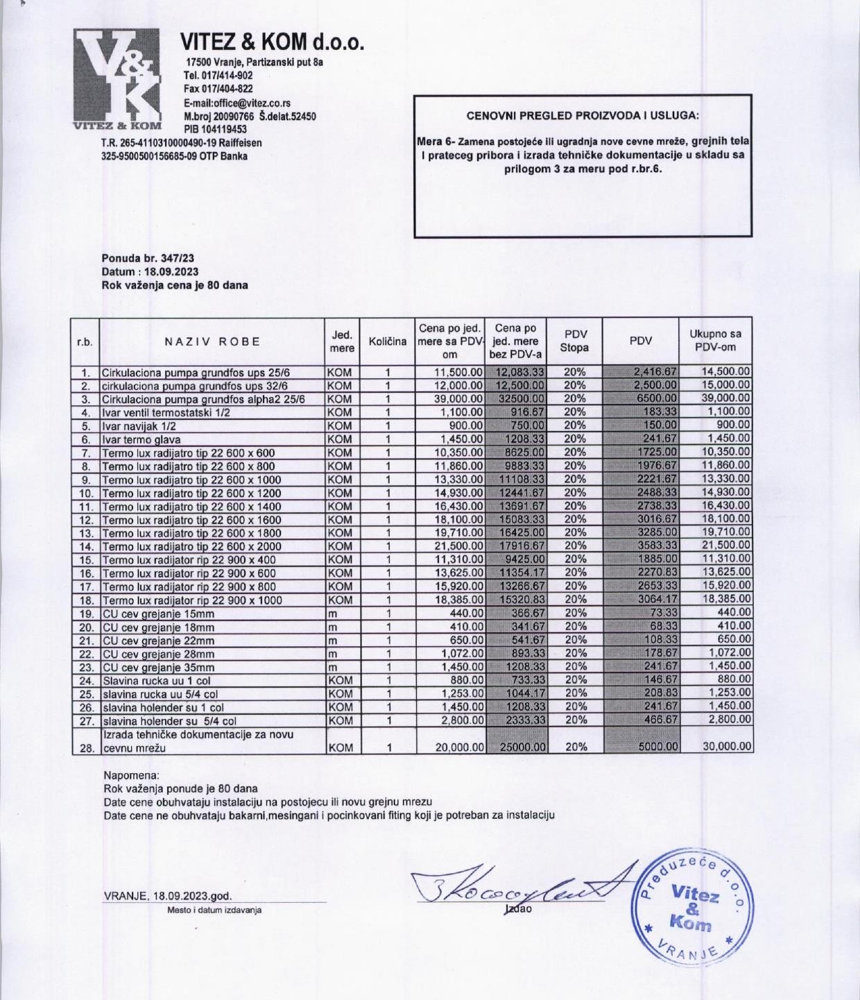 V&K
VITEZ & KOM
VITEZ & KOM d.o.o.
17500 Vranje, Partizanski put 8a
Tel. 017/414-902
Fax 017/404-822
E-mail:office@vitez.co.rs
M.broj 20090766 Š.delat.52450
PIB 104119453
T.R. 265-4110310000490-19 Raiffeisen
325-9500500156685-09 OTP Banka
CENOVNI PREGLED PROIZVODA I USLUGA:
Mera 6- Zamena postojeće ili ugradnja nove cevne mreže, grejnih tela
I prateceg pribora i izrada tehničke dokumentacije u skladu sa
prilogom 3 za meru pod r.br.6.
Ponuda br. 347/23
Datum : 18.09.2023
Rok važenja cena je 80 dana
r.b. NAZIV ROBE Jed. mere Količina Cena po jed. mere sa PDV-om Cena po jed. mere bez PDV-a PDV Stopa PDV Ukupno sa PDV-om
1. Cirkulaciona pumpa grundfos ups 25/6 KOM 1 11,500.00 12,083.33 20% 2,416.67 14,500.00
2. cirkulaciona pumpa grundfos ups 32/6 KOM 1 12,000.00 12,500.00 20% 2,500.00 15,000.00
3. Cirkulaciona pumpa grundfos alpha2 25/6 KOM 1 39,000.00 32500.00 20% 6500.00 39,000.00
4. Ivar ventil termostatski 1/2 KOM 1 1,100.00 916.67 20% 183.33 1,100.00
5. Ivar navijak 1/2 KOM 1 900.00 750.00 20% 150.00 900.00
6. Ivar termo glava KOM 1 1,450.00 1208.33 20% 241.67 1,450.00
7. Termo lux radijatro tip 22 600 x 600 KOM 1 10,350.00 8625.00 20% 1725.00 10,350.00
8. Termo lux radijatro tip 22 600 x 800 KOM 1 11,860.00 9883.33 20% 1976.67 11,860.00
9. Termo lux radijatro tip 22 600 x 1000 KOM 1 13,330.00 11108.33 20% 2221.67 13,330.00
10. Termo lux radijatro tip 22 600 x 1200 KOM 1 14,930.00 12441.67 20% 2488.33 14,930.00
11. Termo lux radijatro tip 22 600 x 1400 KOM 1 16,430.00 13691.67 20% 2738.33 16,430.00
12. Termo lux radijatro tip 22 600 x 1600 KOM 1 18,100.00 15083.33 20% 3016.67 18,100.00
13. Termo lux radijatro tip 22 600 x 1800 KOM 1 19,710.00 16425.00 20% 3285.00 19,710.00
14. Termo lux radijatro tip 22 600 x 2000 KOM 1 21,500.00 17916.67 20% 3583.33 21,500.00
15. Termo lux radijator rip 22 900 x 400 KOM 1 11,310.00 9425.00 20% 1885.00 11,310.00
16. Termo lux radijator rip 22 900 x 600 KOM 1 13,625.00 11354.17 20% 2270.83 13,625.00
17. Termo lux radijator rip 22 900 x 800 KOM 1 15,920.00 13266.67 20% 2653.33 15,920.00
18. Termo lux radijator rip 22 900 x 1000 KOM 1 18,385.00 15320.83 20% 3064.17 18,385.00
19. CU cev grejanje 15mm m 1 440.00 366.67 20% 73.33 440.00
20. CU cev grejanje 18mm m 1 410.00 341.67 20% 68.33 410.00
21. CU cev grejanje 22mm m 1 650.00 541.67 20% 108.33 650.00
22. CU cev grejanje 28mm m 1 1,072.00 893.33 20% 178.67 1,072.00
23. CU cev grejanje 35mm m 1 1,450.00 1208.33 20% 241.67 1,450.00
24. Slavina rucka uu 1 col KOM 1 880.00 733.33 20% 146.67 880.00
25. slavina rucka uu 5/4 col KOM 1 1,253.00 1044.17 20% 208.83 1,253.00
26. slavina holender su 1 col KOM 1 1,450.00 1208.33 20% 241.67 1,450.00
27. slavina holender su 5/4 col KOM 1 2,800.00 2333.33 20% 466.67 2,800.00
Izrada tehničke dokumentacije za novu
28. cevnu mrežu KOM 1 20,000.00 25000.00 20% 5000.00 30,000.00
Napomena:
Rok važenja ponude je 80 dana
Date cene obuhvataju instalaciju na postojecu ili novu grejnu mrezu
Date cene ne obuhvataju bakarni,mesingani i pocinkovani fiting koji je potreban za instalaciju
VRANJE, 18.09.2023.god.
Mesto i datum izdavanja
Izdao
Preduzeće d.o.o.
Vitez
&
Kom
VRANJE